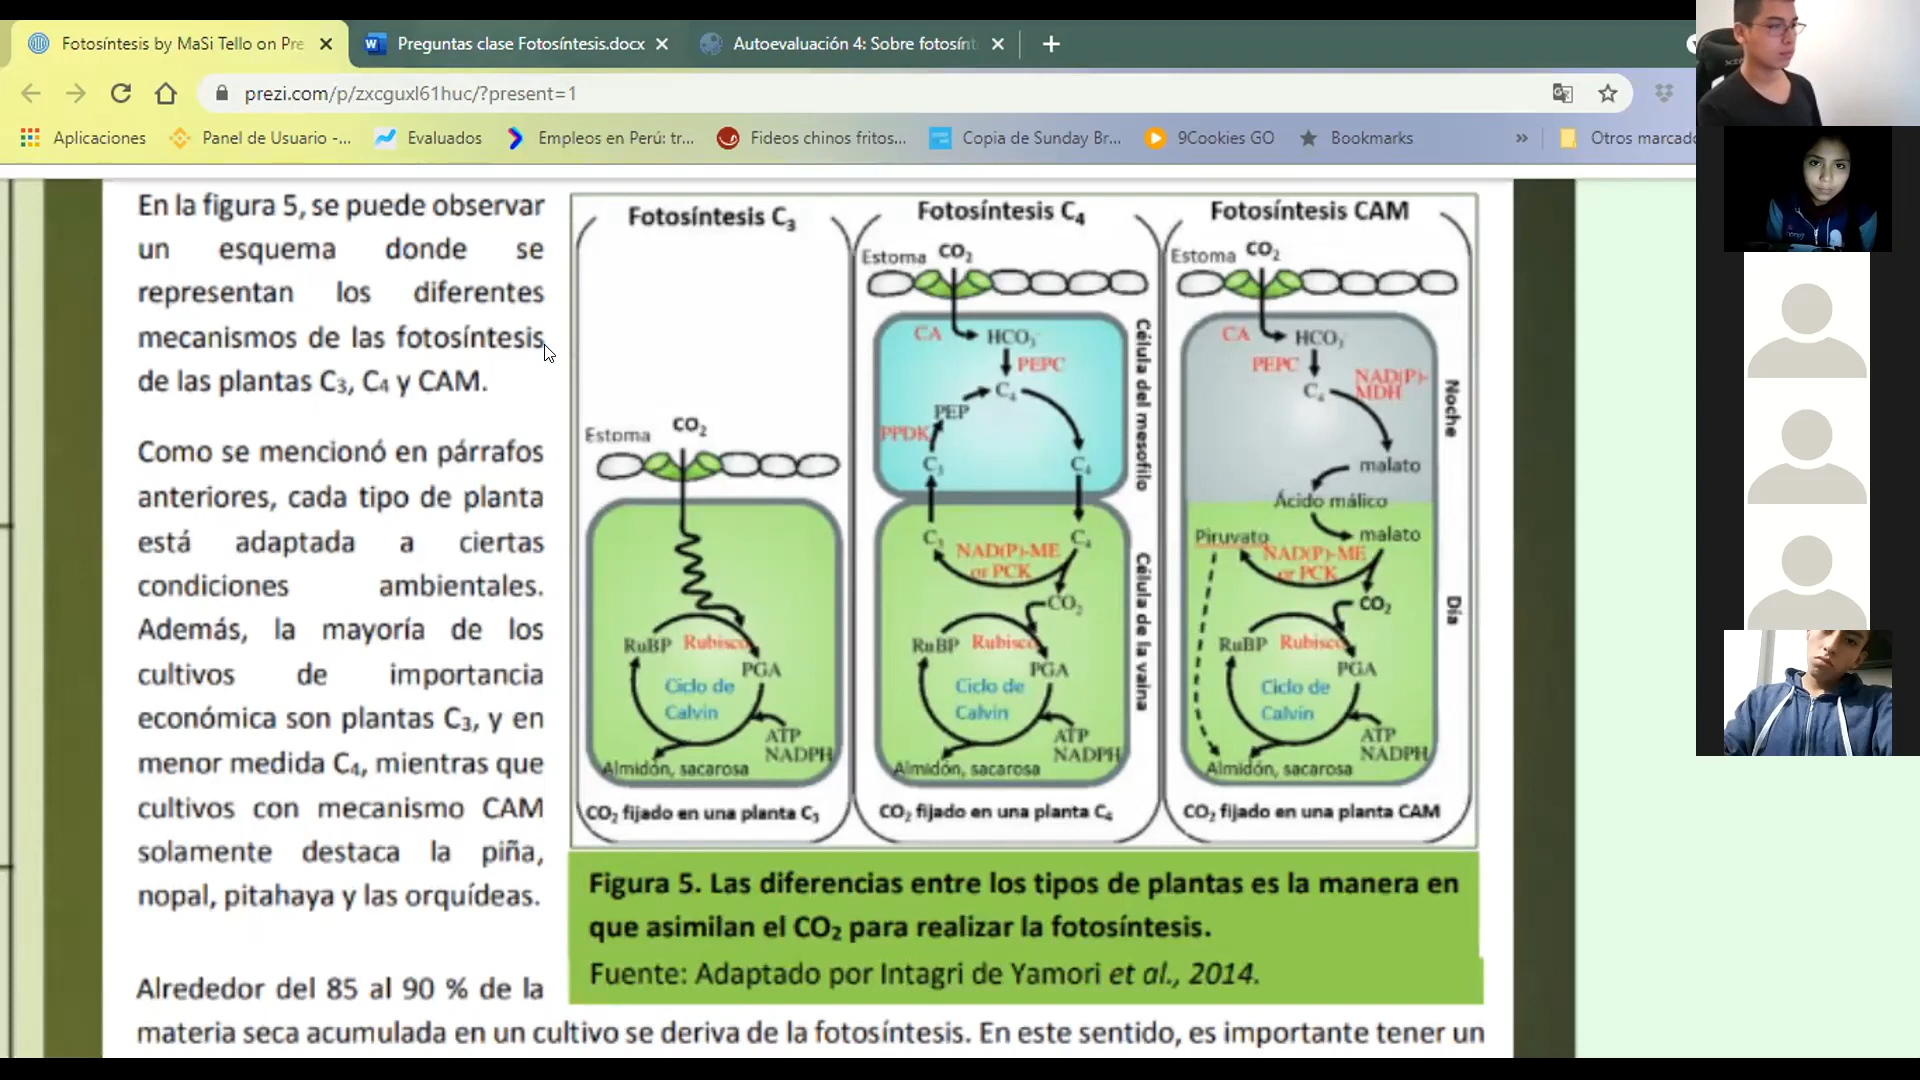 Fotosíntesis by MaSi Tello on Pre
Preguntas clase Fotosíntesis.docx
Autoevaluación 4: Sobre fotosínt
prezi.com/p/zxcguxl61huc/?present=1
Aplicaciones
Panel de Usuario -...
Evaluados
Empleos en Perú: tr...
Fideos chinos fritos...
Copia de Sunday Br...
9Cookies GO
Bookmarks
»
Otros marcado
En la figura 5, se puede observar
un esquema donde se
representan los diferentes
mecanismos de las fotosíntesis
de las plantas C₃, C₄ y CAM.
Como se mencionó en párrafos
anteriores, cada tipo de planta
está adaptada a ciertas
condiciones ambientales.
Además, la mayoría de los
cultivos de importancia
económica son plantas C₃, y en
menor medida C₄, mientras que
cultivos con mecanismo CAM
solamente destaca la piña,
nopal, pitahaya y las orquídeas.
Fotosíntesis C₃
Estoma CO₂
RuBP Rubisco
PGA
Ciclo de
Calvin
ATP
NADPH
Almidón, sacarosa
CO₂ fijado en una planta C₃
Fotosíntesis C₄
Estoma CO₂
CA HCO₃⁻
PEPC
C₄
PEP
PPDK
C₃ C₄
Célula del mesofilo
C₃ C₄
NAD(P)-ME
or PCK
CO₂
RuBP Rubisco
PGA
Ciclo de
Calvin
ATP
NADPH
Almidón, sacarosa
Célula de la vaina
CO₂ fijado en una planta C₄
Fotosíntesis CAM
Estoma CO₂
CA HCO₃⁻
PEPC
C₄
NAD(P)-
MDH
malato
Ácido málico
Noche
Piruvato malato
NAD(P)-ME
or PCK
CO₂
RuBP Rubisco
PGA
Ciclo de
Calvin
ATP
NADPH
Almidón, sacarosa
Día
CO₂ fijado en una planta CAM
Figura 5. Las diferencias entre los tipos de plantas es la manera en
que asimilan el CO₂ para realizar la fotosíntesis.
Fuente: Adaptado por Intagri de Yamori et al., 2014.
Alrededor del 85 al 90 % de la
materia seca acumulada en un cultivo se deriva de la fotosíntesis. En este sentido, es importante tener un